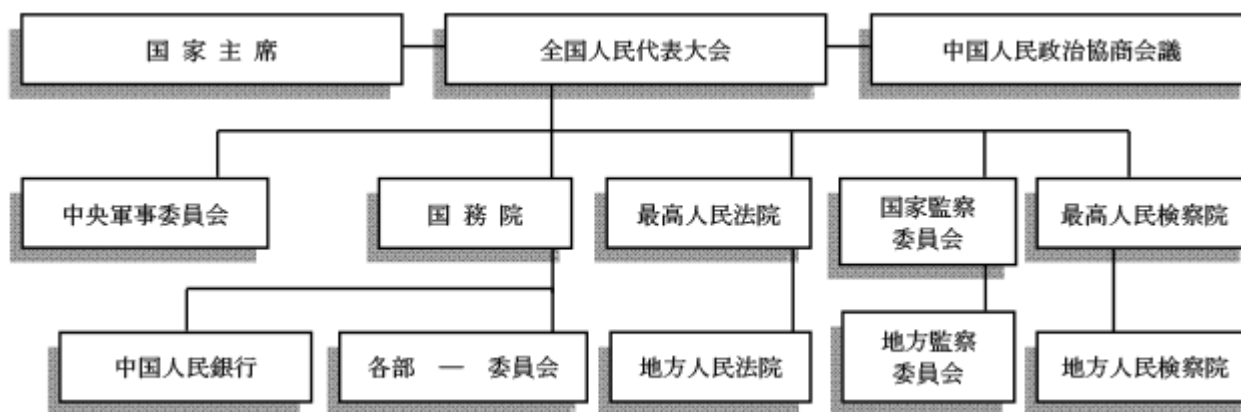 国家主席
全国人民代表大会
中国人民政治協商会議
中央軍事委員会
国務院
最高人民法院
国家監察
委員会
最高人民検察院
中国人民銀行
各部 — 委員会
地方人民法院
地方監察
委員会
地方人民検察院